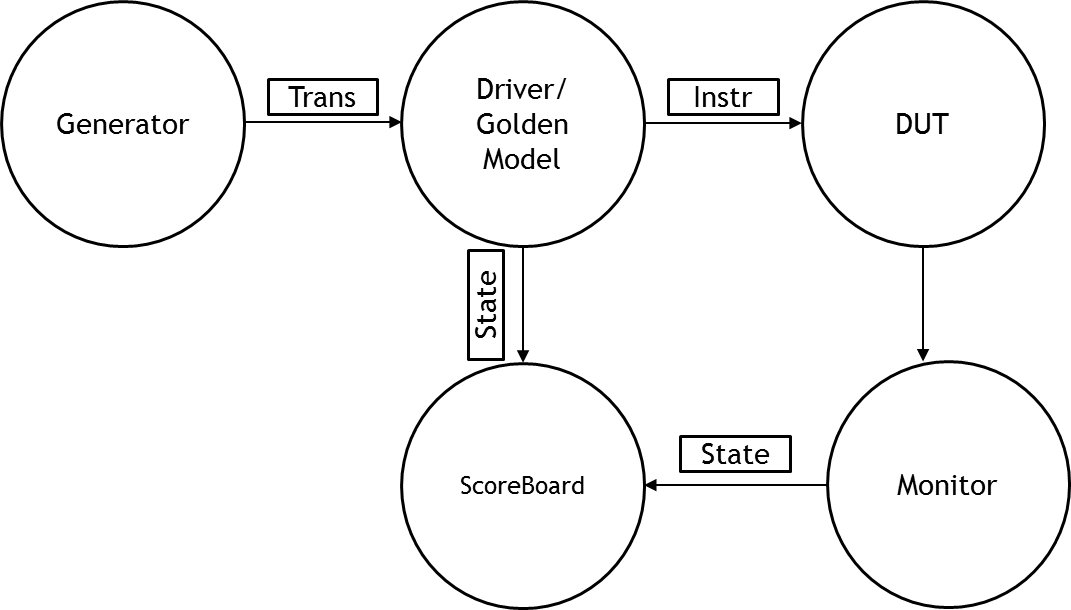 Generator
Trans
Driver/
Golden
Model
Instr
DUT
State
ScoreBoard
State
Monitor